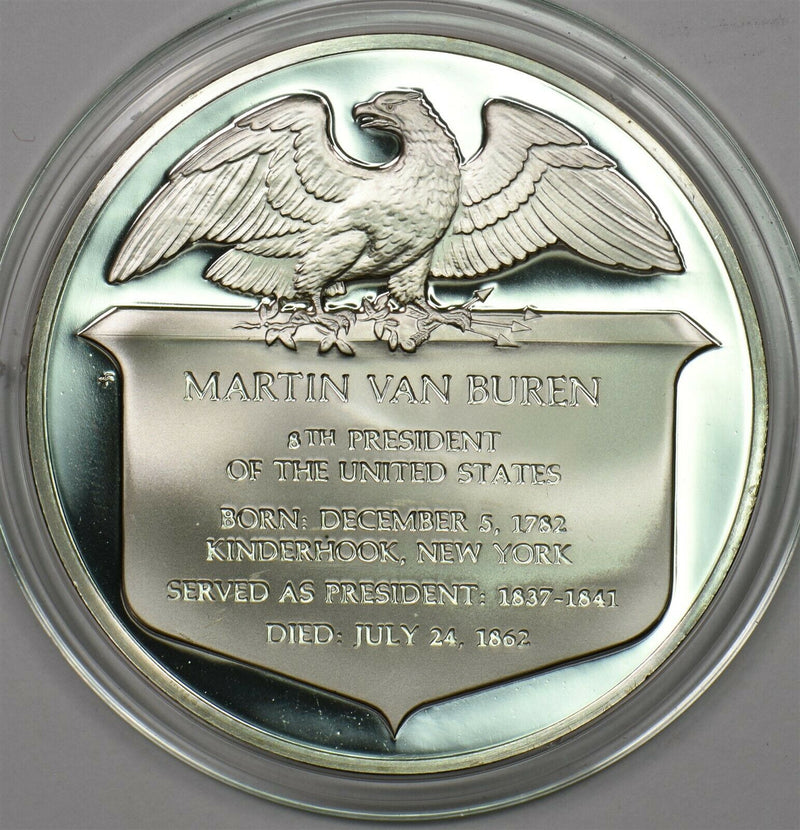 MARTIN VAN BUREN
8TH PRESIDENT
OF THE UNITED STATES
BORN: DECEMBER 5, 1782
KINDERHOOK, NEW YORK
SERVED AS PRESIDENT: 1837-1841
DIED: JULY 24, 1862